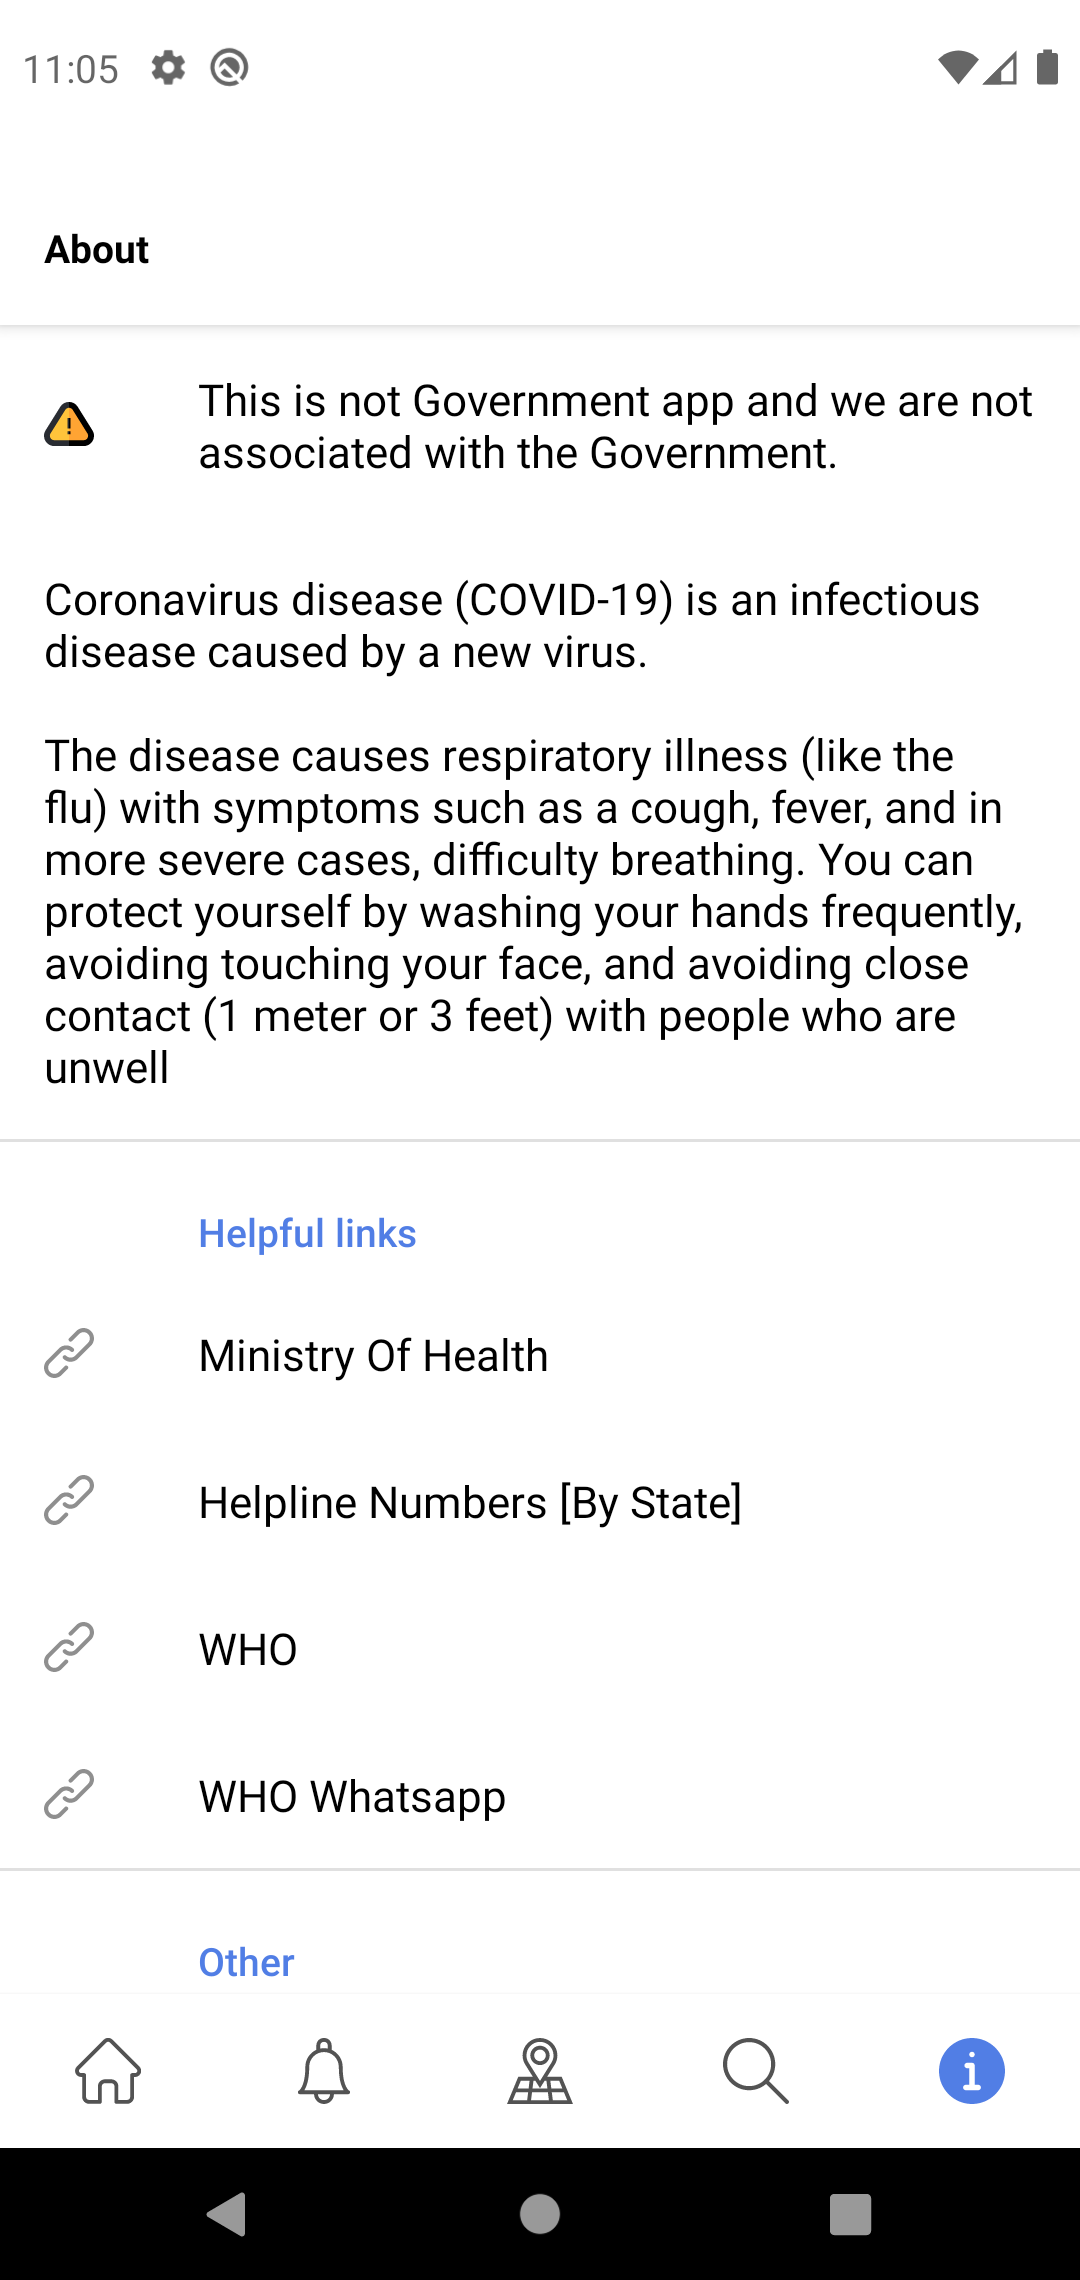 11:05
About
This is not Government app and we are not
associated with the Government.
Coronavirus disease (COVID-19) is an infectious
disease caused by a new virus.
The disease causes respiratory illness (like the
flu) with symptoms such as a cough, fever, and in
more severe cases, difficulty breathing. You can
protect yourself by washing your hands frequently,
avoiding touching your face, and avoiding close
contact (1 meter or 3 feet) with people who are
unwell
Helpful links
Ministry Of Health
Helpline Numbers [By State]
WHO
WHO Whatsapp
Other